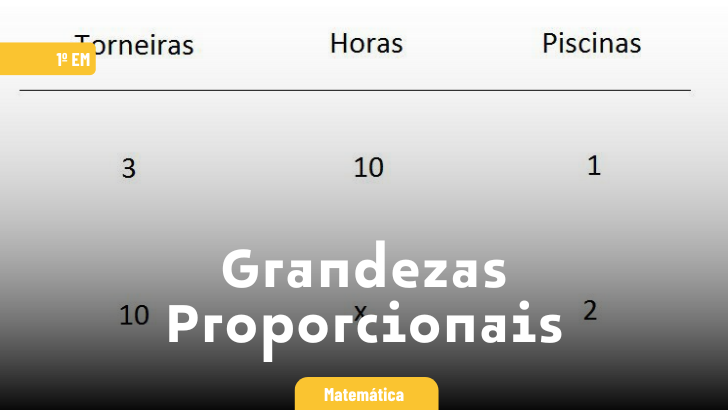 Torneiras Horas Piscinas
1º EM
3 10 1
Grandezas
10 x 2
Proporcionais
Matemática